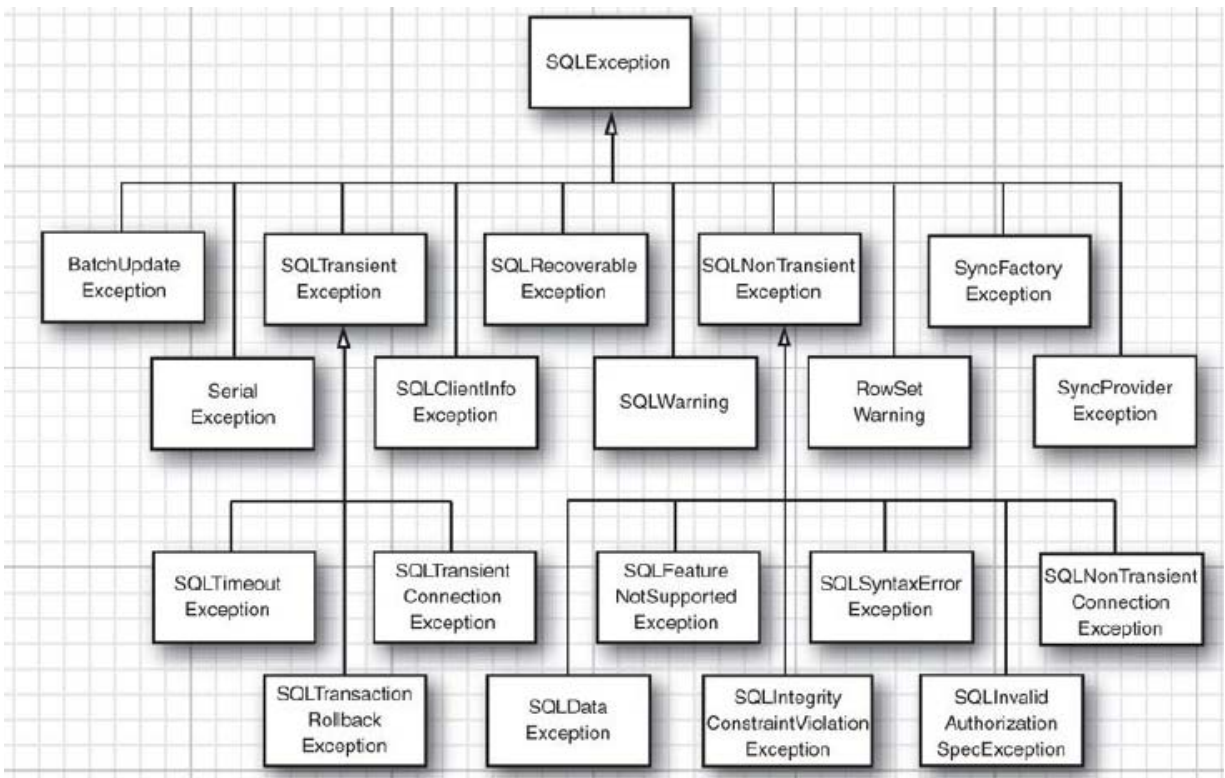 SQLException
BatchUpdate
Exception
SQLTransient
Exception
SQLRecoverable
Exception
SQLNonTransient
Exception
SyncFactory
Exception
Serial
Exception
SQLClientInfo
Exception
SQLWarning
RowSet
Warning
SyncProvider
Exception
SQLTimeout
Exception
SQLTransient
Connection
Exception
SQLFeature
NotSupported
Exception
SQLSyntaxError
Exception
SQLNonTransient
Connection
Exception
SQLTransaction
Rollback
Exception
SQLData
Exception
SQLIntegrity
ConstraintViolation
Exception
SQLInvalid
Authorization
SpecException